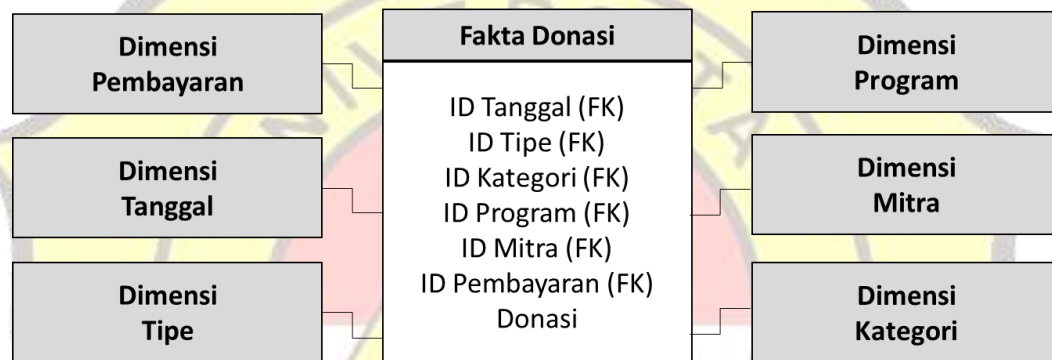 Dimensi
Pembayaran
Dimensi
Tanggal
Dimensi
Tipe
Fakta Donasi
ID Tanggal (FK)
ID Tipe (FK)
ID Kategori (FK)
ID Program (FK)
ID Mitra (FK)
ID Pembayaran (FK)
Donasi
Dimensi
Program
Dimensi
Mitra
Dimensi
Kategori